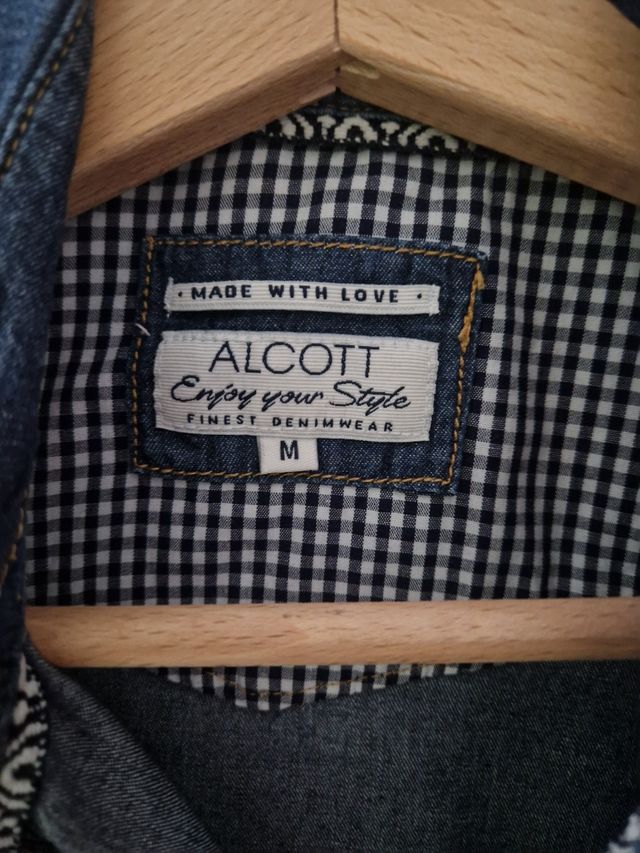 · MADE WITH LOVE ·
ALCOTT
Enjoy your Style
FINEST DENIMWEAR
M